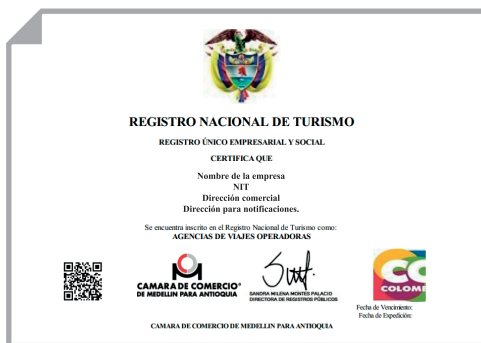 REGISTRO NACIONAL DE TURISMO
REGISTRO ÚNICO EMPRESARIAL Y SOCIAL
CERTIFICA QUE
Nombre de la empresa
NIT
Dirección comercial
Dirección para notificaciones.
Se encuentra inscrito en el Registro Nacional de Turismo como:
AGENCIAS DE VIAJES OPERADORAS
CAMARA DE COMERCIO®
DE MEDELLIN PARA ANTIOQUIA
SANDRA MILENA MONTES PALACIO
DIRECTORA DE REGISTROS PÚBLICOS
CO
COLOMI
Fecha de Vencimiento:
Fecha de Expedición:
CAMARA DE COMERCIO DE MEDELLIN PARA ANTIOQUIA